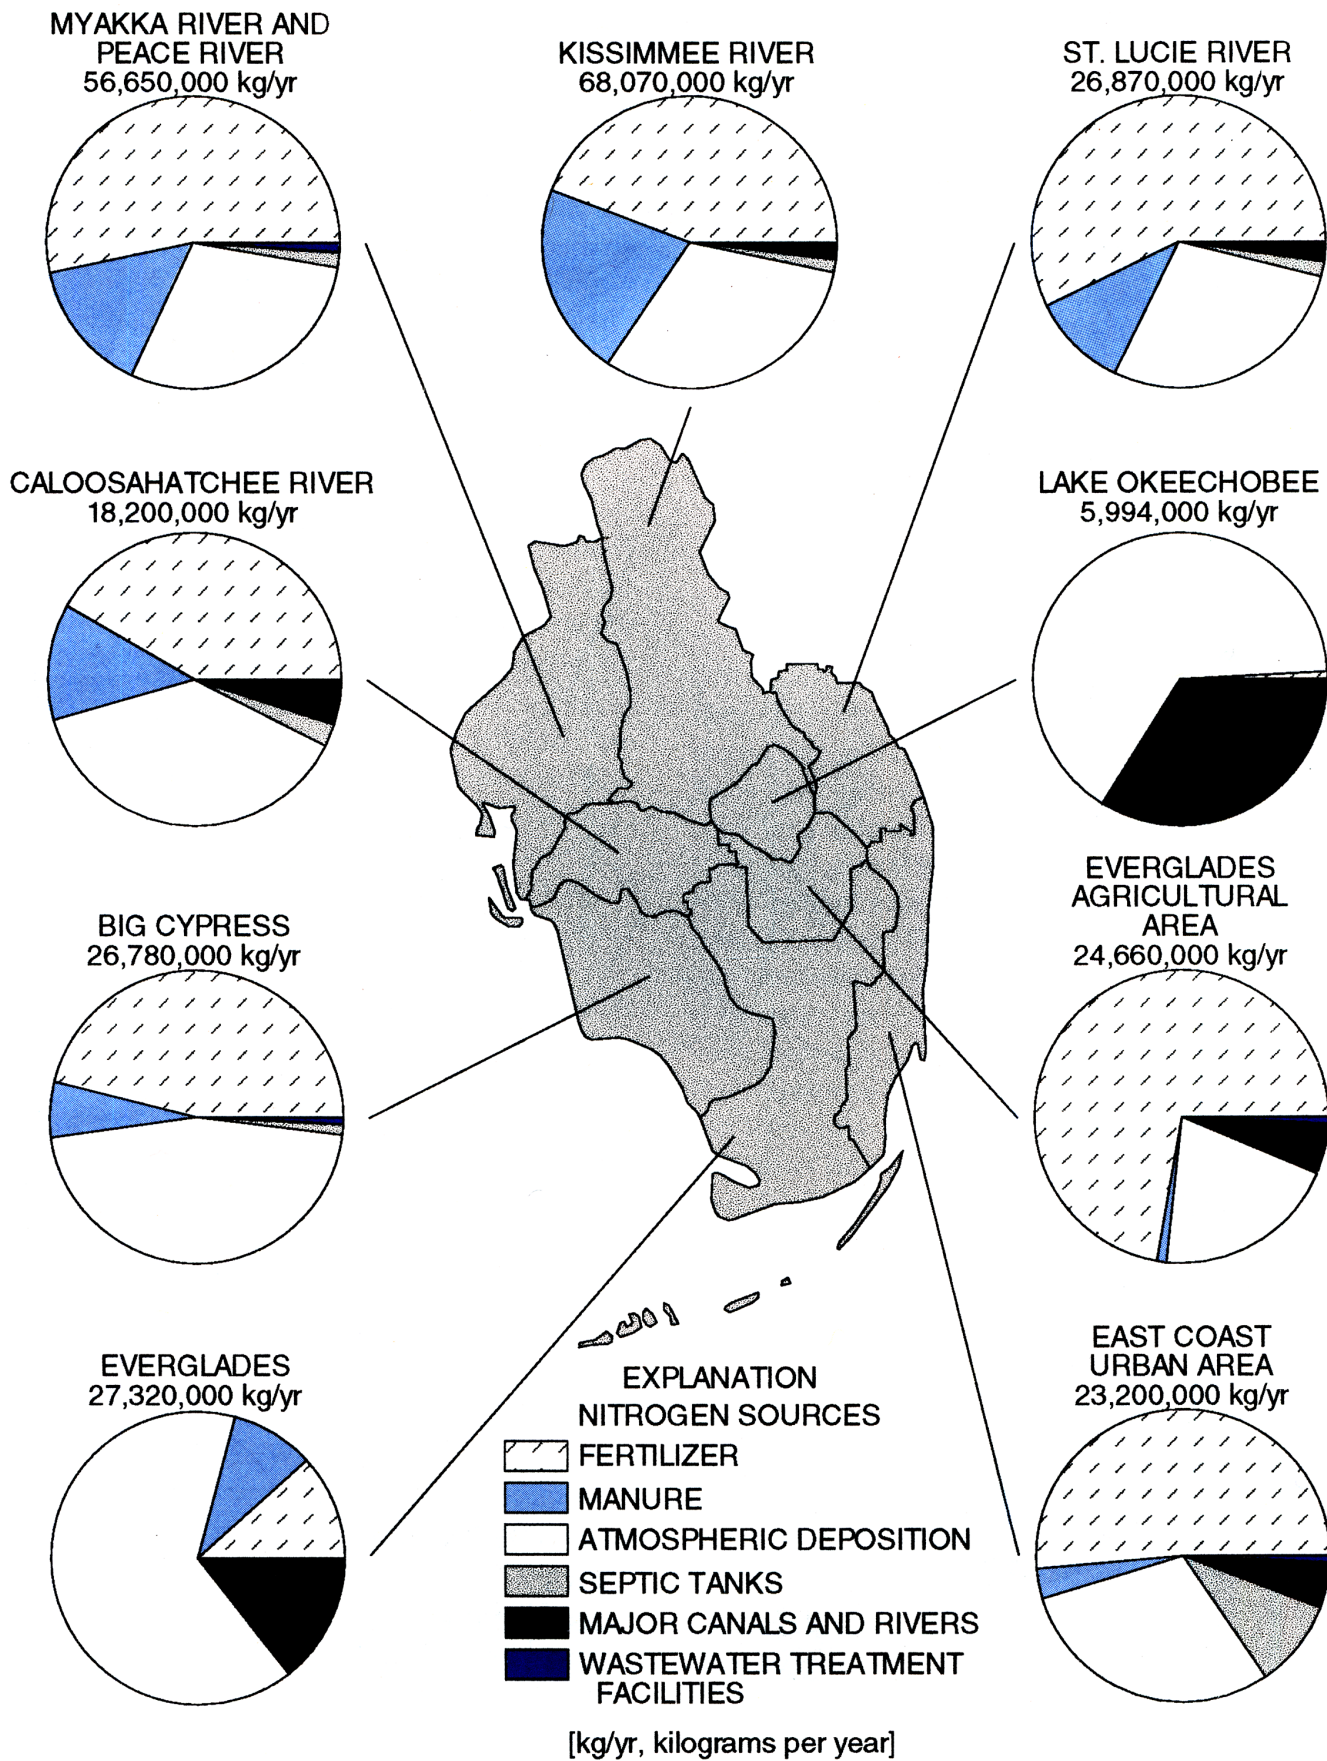 MYAKKA RIVER AND
PEACE RIVER
56,650,000 kg/yr
KISSIMMEE RIVER
68,070,000 kg/yr
ST. LUCIE RIVER
26,870,000 kg/yr
CALOOSAHATCHEE RIVER
18,200,000 kg/yr
LAKE OKEECHOBEE
5,994,000 kg/yr
BIG CYPRESS
26,780,000 kg/yr
EVERGLADES
AGRICULTURAL
AREA
24,660,000 kg/yr
EVERGLADES
27,320,000 kg/yr
EAST COAST
URBAN AREA
23,200,000 kg/yr
EXPLANATION
NITROGEN SOURCES
FERTILIZER
MANURE
ATMOSPHERIC DEPOSITION
SEPTIC TANKS
MAJOR CANALS AND RIVERS
WASTEWATER TREATMENT
FACILITIES
[kg/yr, kilograms per year]